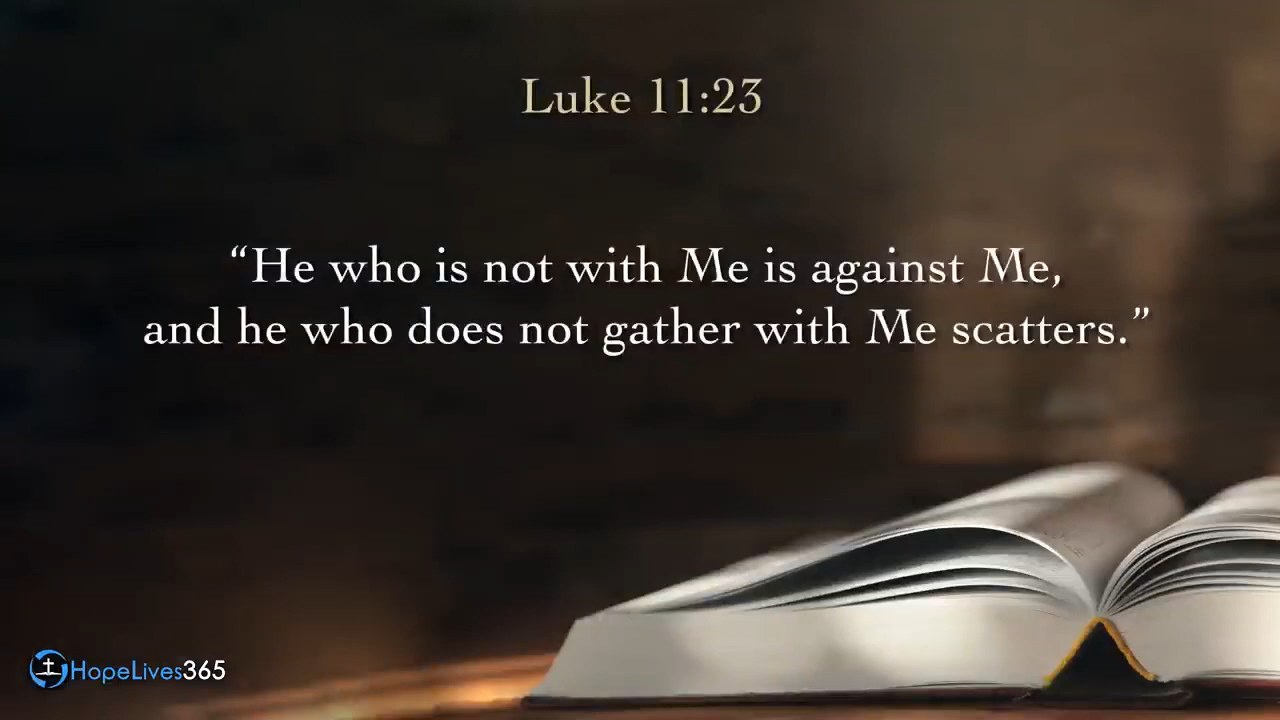 Luke 11:23
“He who is not with Me is against Me,
and he who does not gather with Me scatters.”
HopeLives365